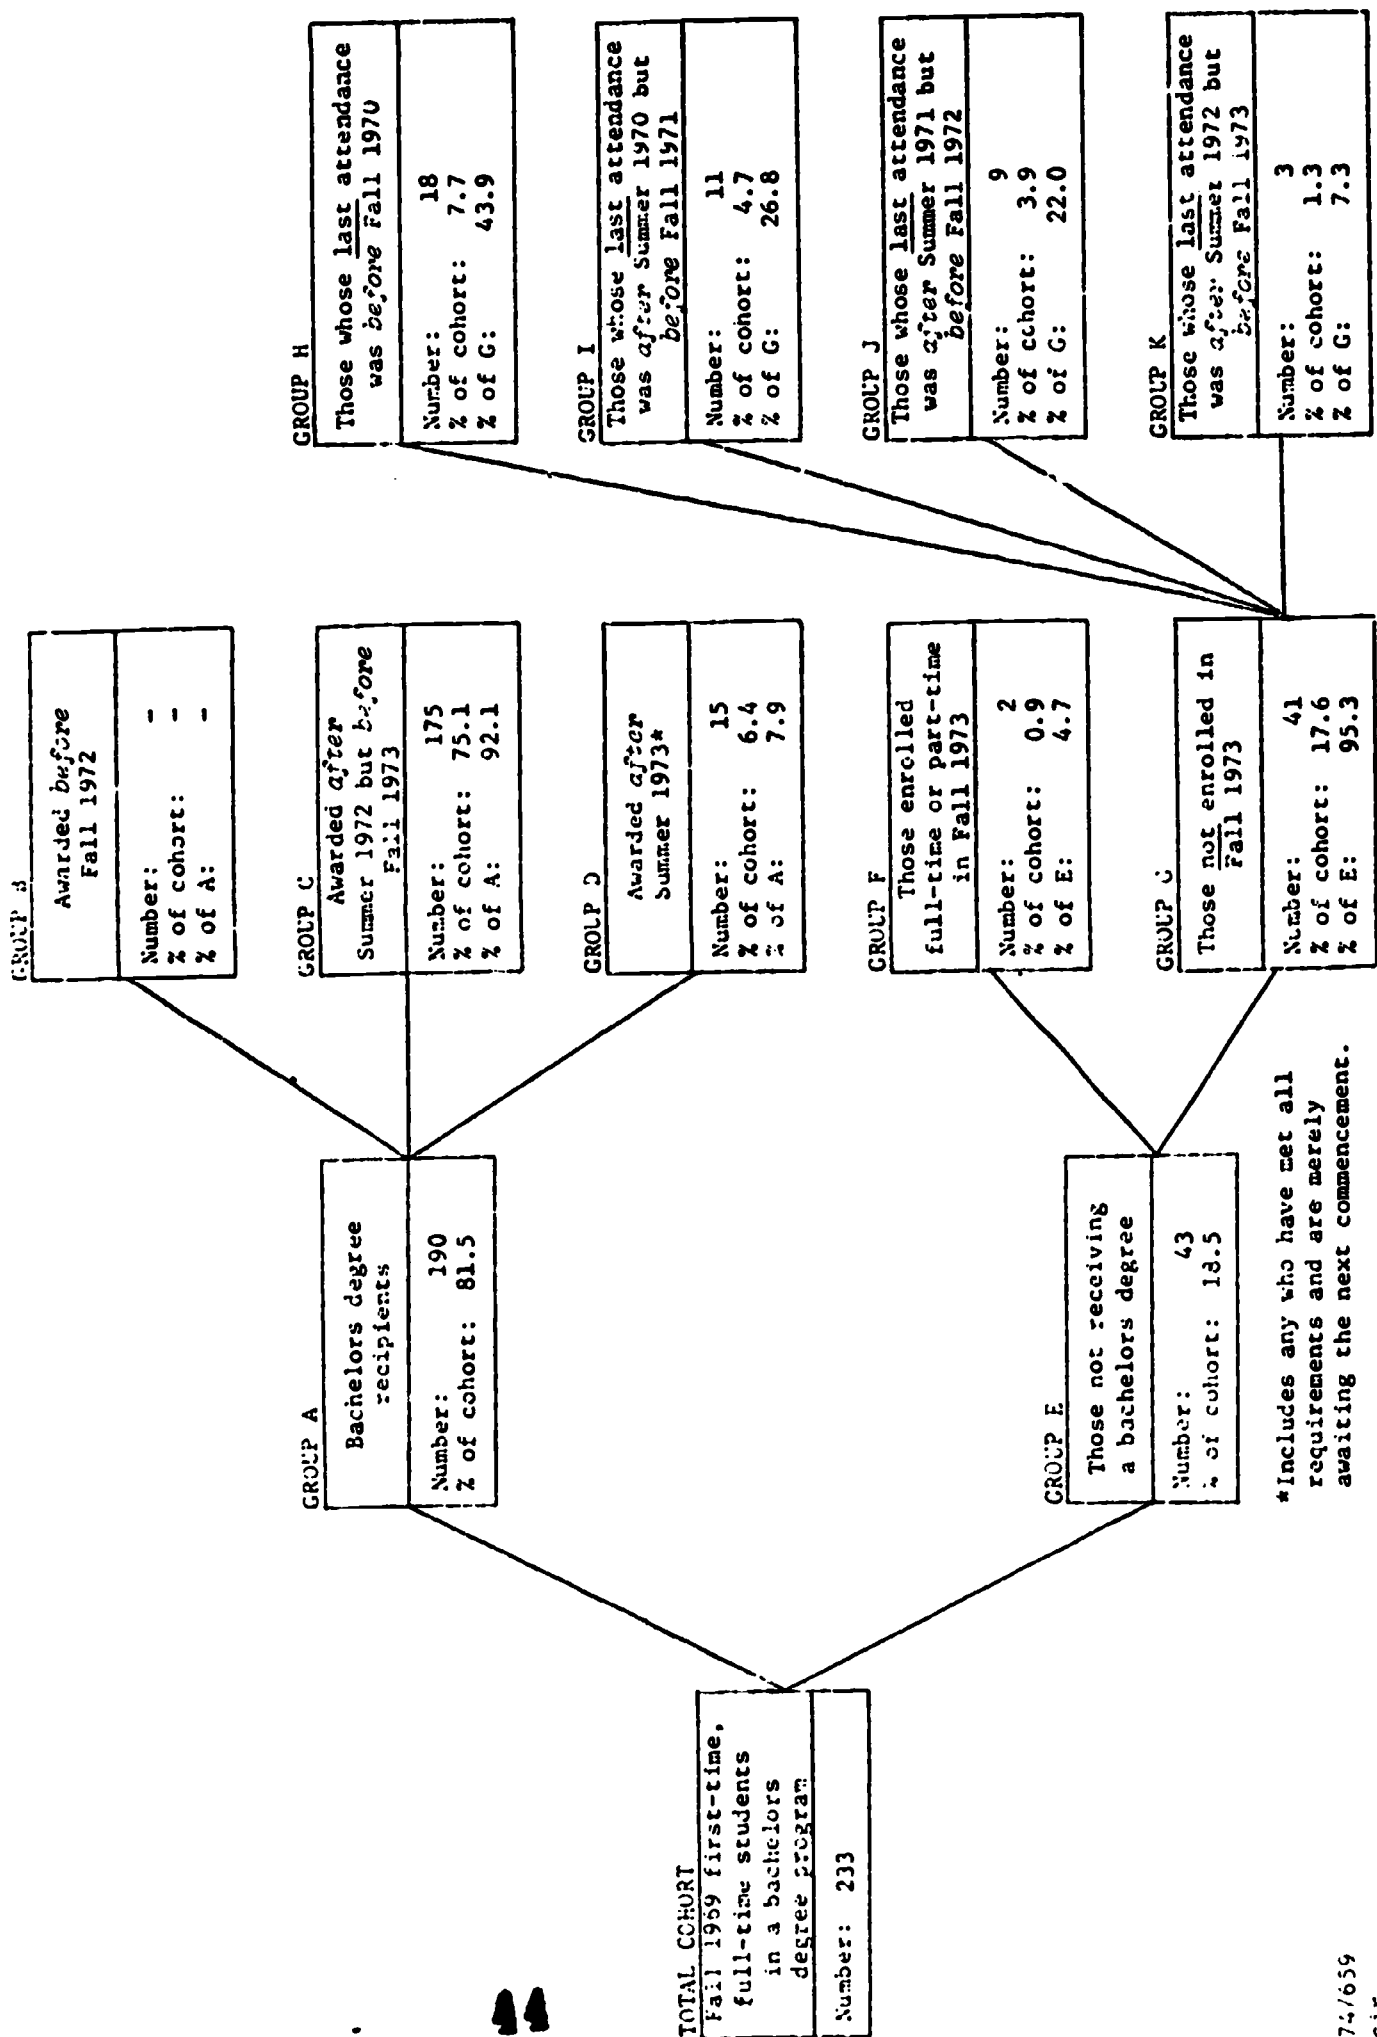 TOTAL COHORT
Fall 1969 first-time,
full-time students
in a bachelors
degree program
Number: 233
GROUP A
Bachelors degree
recipients
Number: 190
% of cohort: 81.5
GROUP E
Those not receiving
a bachelors degree
Number: 43
% of cohort: 18.5
*Includes any who have met all
requirements and are merely
awaiting the next commencement.
GROUP B
Awarded before
Fall 1972
Number: -
% of cohort: -
% of A: -
GROUP C
Awarded after
Summer 1972 but before
Fall 1973
Number: 175
% of cohort: 75.1
% of A: 92.1
GROUP D
Awarded after
Summer 1973*
Number: 15
% of cohort: 6.4
% of A: 7.9
GROUP F
Those enrolled
full-time or part-time
in Fall 1973
Number: 2
% of cohort: 0.9
% of E: 4.7
GROUP G
Those not enrolled in
Fall 1973
Number: 41
% of cohort: 17.6
% of E: 95.3
GROUP H
Those whose last attendance
was before Fall 1970
Number: 18
% of cohort: 7.7
% of G: 43.9
GROUP I
Those whose last attendance
was after Summer 1970 but
before Fall 1971
Number: 11
% of cohort: 4.7
% of G: 26.8
GROUP J
Those whose last attendance
was after Summer 1971 but
before Fall 1972
Number: 9
% of cohort: 3.9
% of G: 22.0
GROUP K
Those whose last attendance
was after Summer 1972 but
before Fall 1973
Number: 3
% of cohort: 1.3
% of G: 7.3
74/659